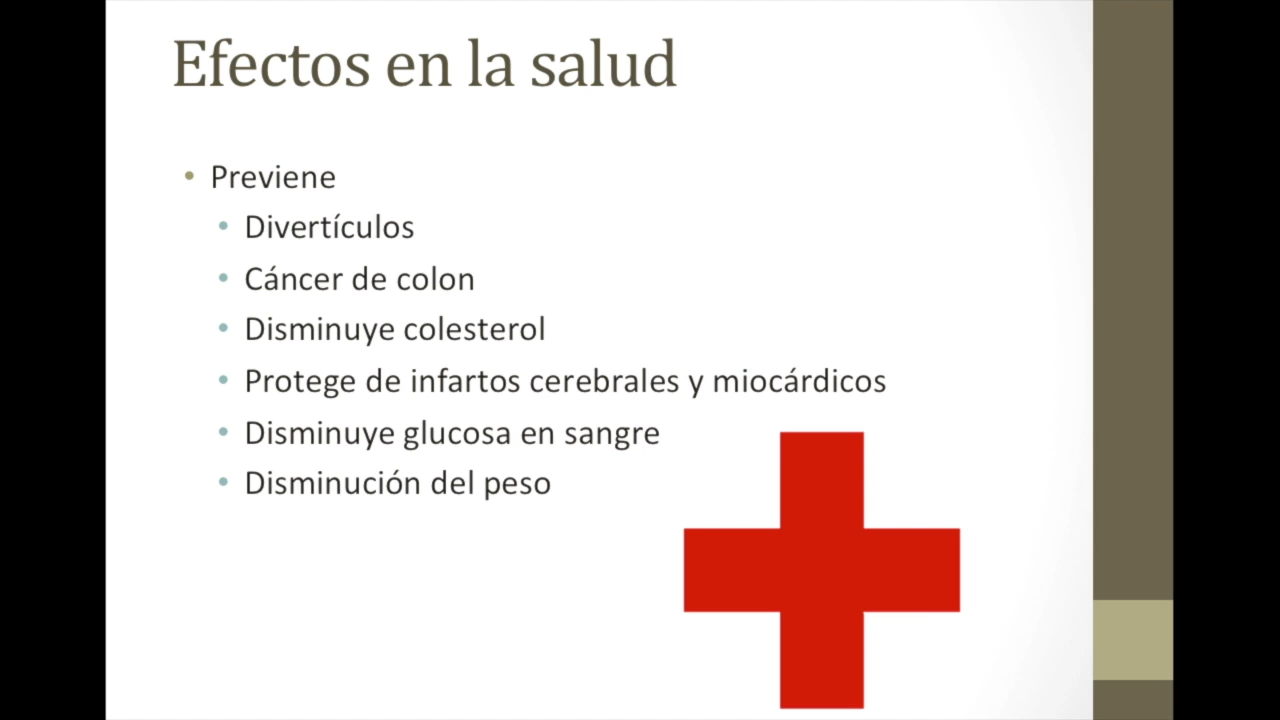 Efectos en la salud
• Previene
• Divertículos
• Cáncer de colon
• Disminuye colesterol
• Protege de infartos cerebrales y miocárdicos
• Disminuye glucosa en sangre
• Disminución del peso